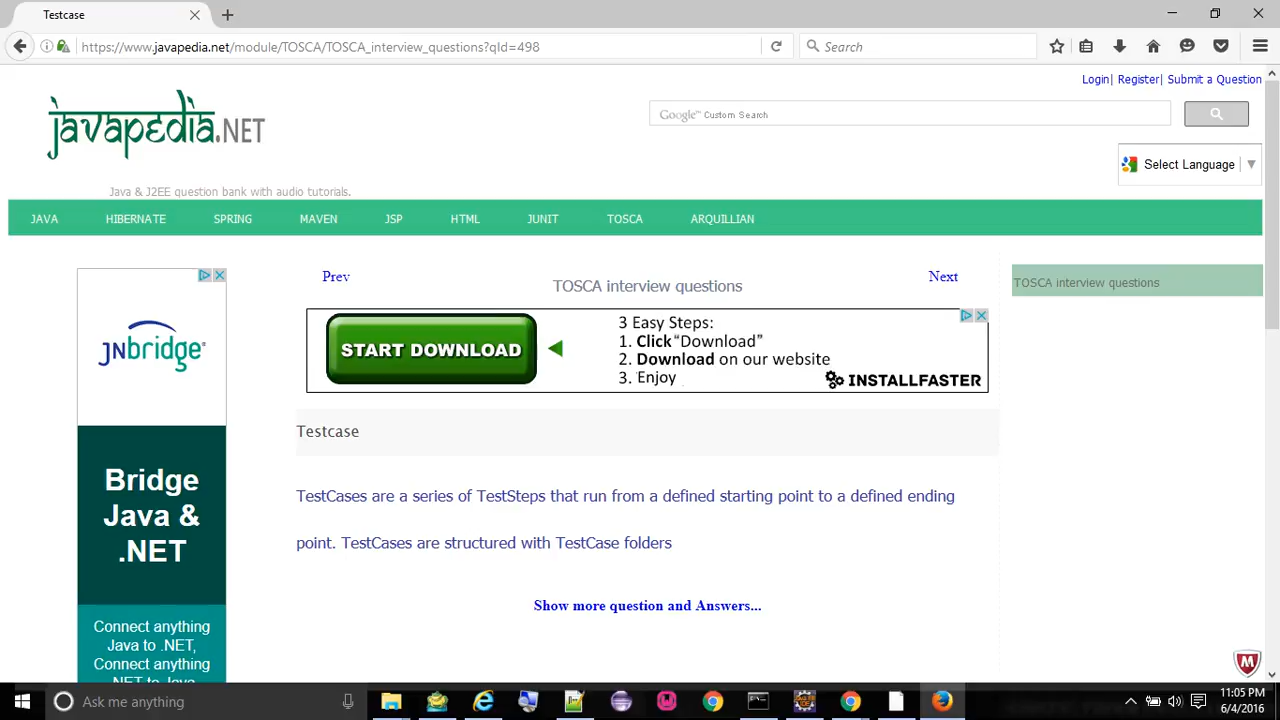 Testcase
https://www.javapedia.net/module/TOSCA/TOSCA_interview_questions?qId=498
Search
Login| Register| Submit a Question
javapedia.NET
Google™ Custom Search
Select Language
Java & J2EE question bank with audio tutorials.
JAVA HIBERNATE SPRING MAVEN JSP HTML JUNIT TOSCA ARQUILLIAN
Prev
TOSCA interview questions
Next
TOSCA interview questions
JNbridge
Bridge
Java &
.NET
Connect anything
Java to .NET,
Connect anything
.NET to Java
START DOWNLOAD
3 Easy Steps:
1. Click "Download"
2. Download on our website
3. Enjoy
INSTALLFASTER
Testcase
TestCases are a series of TestSteps that run from a defined starting point to a defined ending
point. TestCases are structured with TestCase folders
Show more question and Answers...
Ask me anything
11:05 PM
6/4/2016